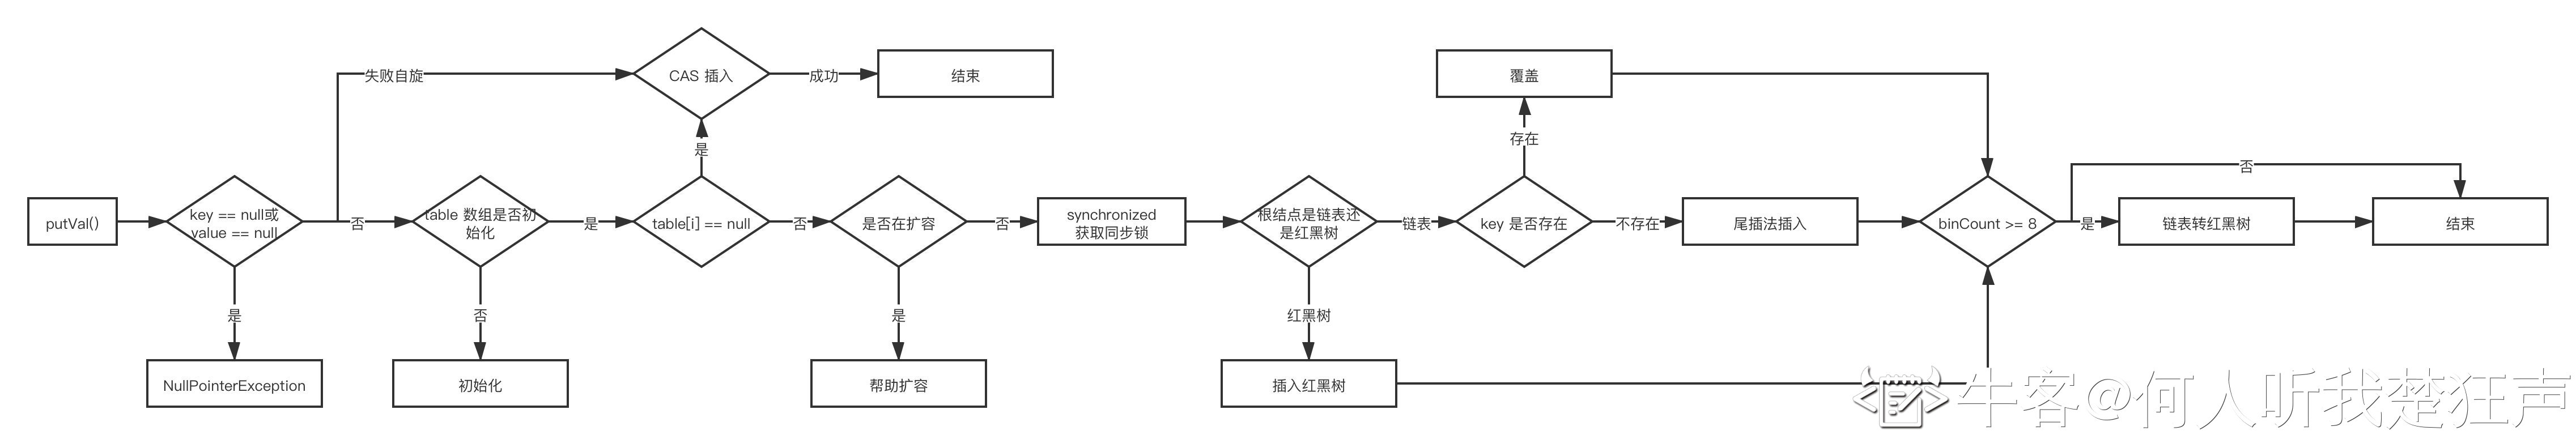 失败自旋
CAS 插入
成功
结束
覆盖
是
存在
否
putVal()
key == null或
value == null
否
table 数组是否初
始化
是
table[i] == null
否
是否在扩容
否
synchronized
获取同步锁
根结点是链表还
是红黑树
链表
key 是否存在
不存在
尾插法插入
binCount >= 8
是
链表转红黑树
结束
是
否
是
红黑树
NullPointerException
初始化
帮助扩容
插入红黑树
牛客@何人听我楚狂声